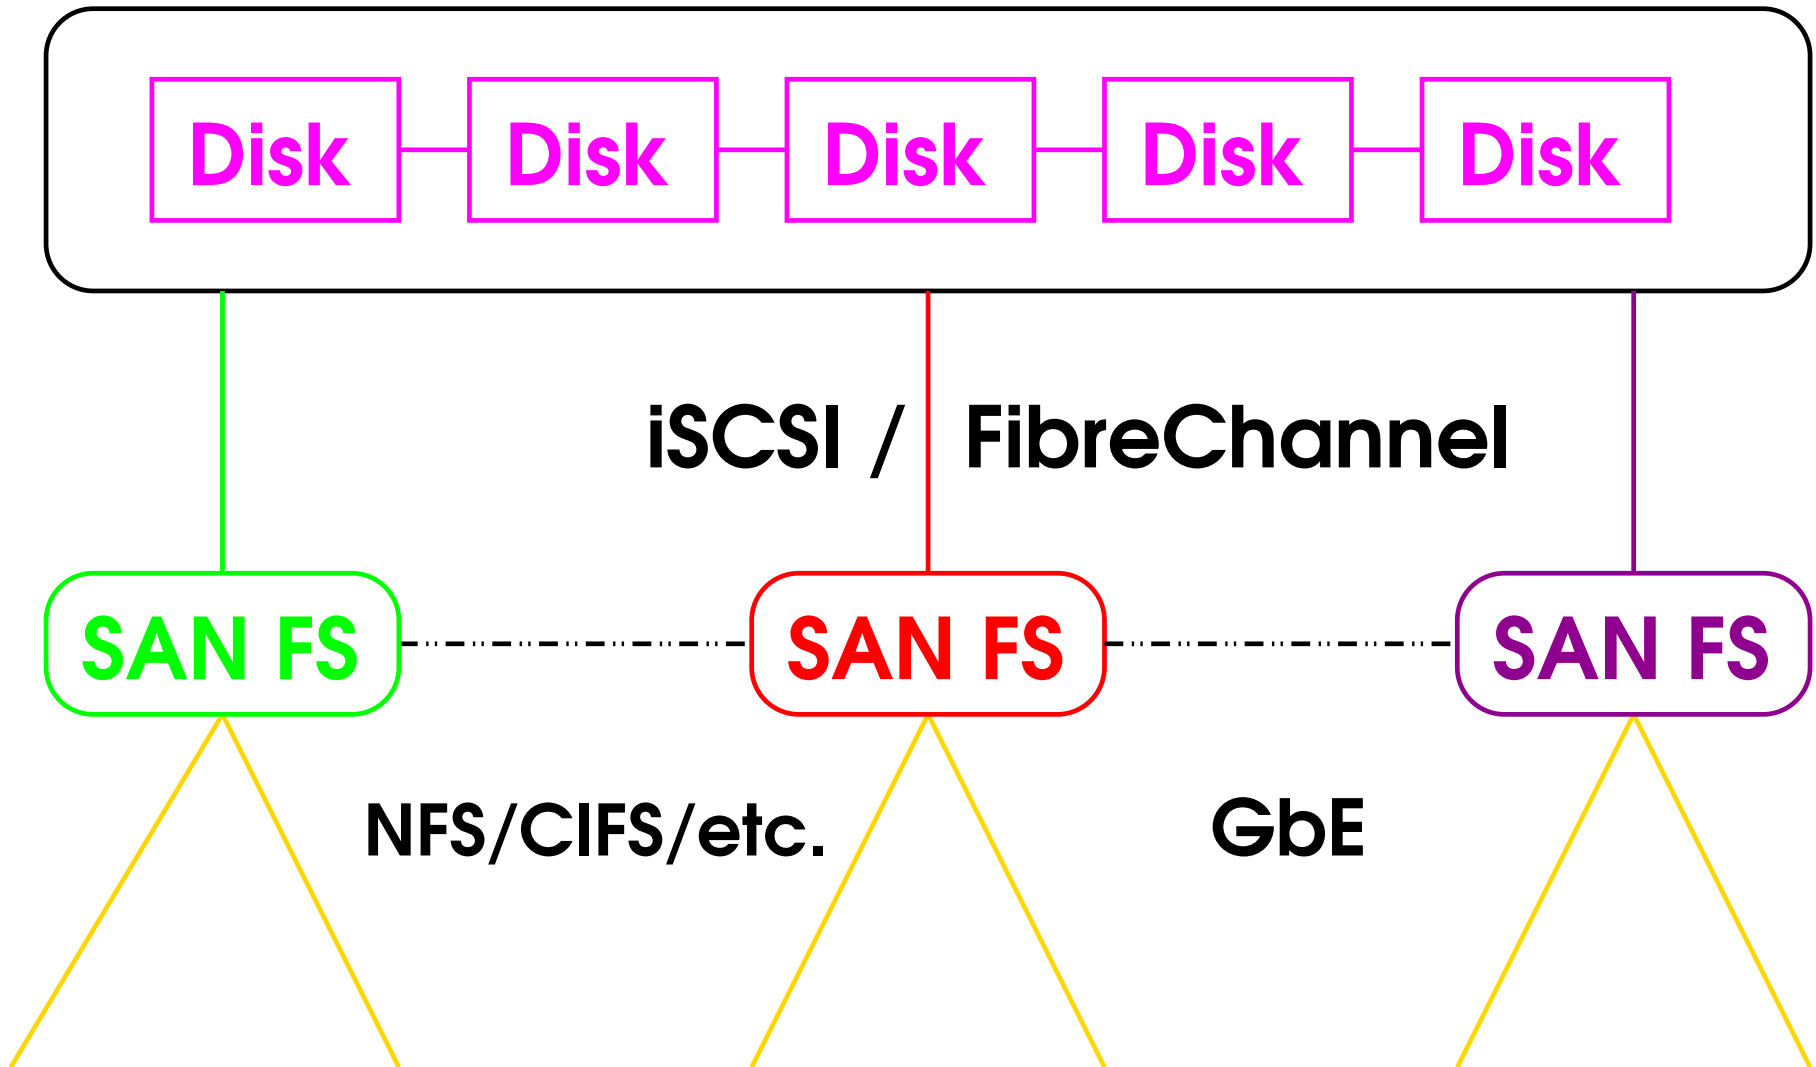 Disk Disk Disk Disk Disk
iSCSI / FibreChannel
SAN FS SAN FS SAN FS
NFS/CIFS/etc. GbE